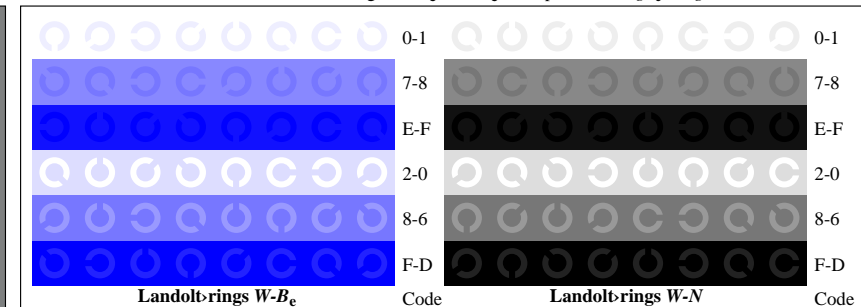 0-1
0-1
7-8
7-8
E-F
E-F
2-0
2-0
8-6
8-6
F-D
F-D
Landolt›rings W-Be
Code
Landolt›rings W-N
Code